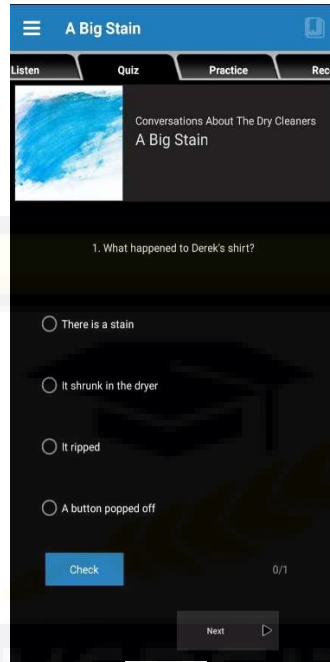 A Big Stain
Listen
Quiz
Practice
Rec
Conversations About The Dry Cleaners
A Big Stain
1. What happened to Derek's shirt?
There is a stain
It shrunk in the dryer
It ripped
A button popped off
Check
0/1
Next